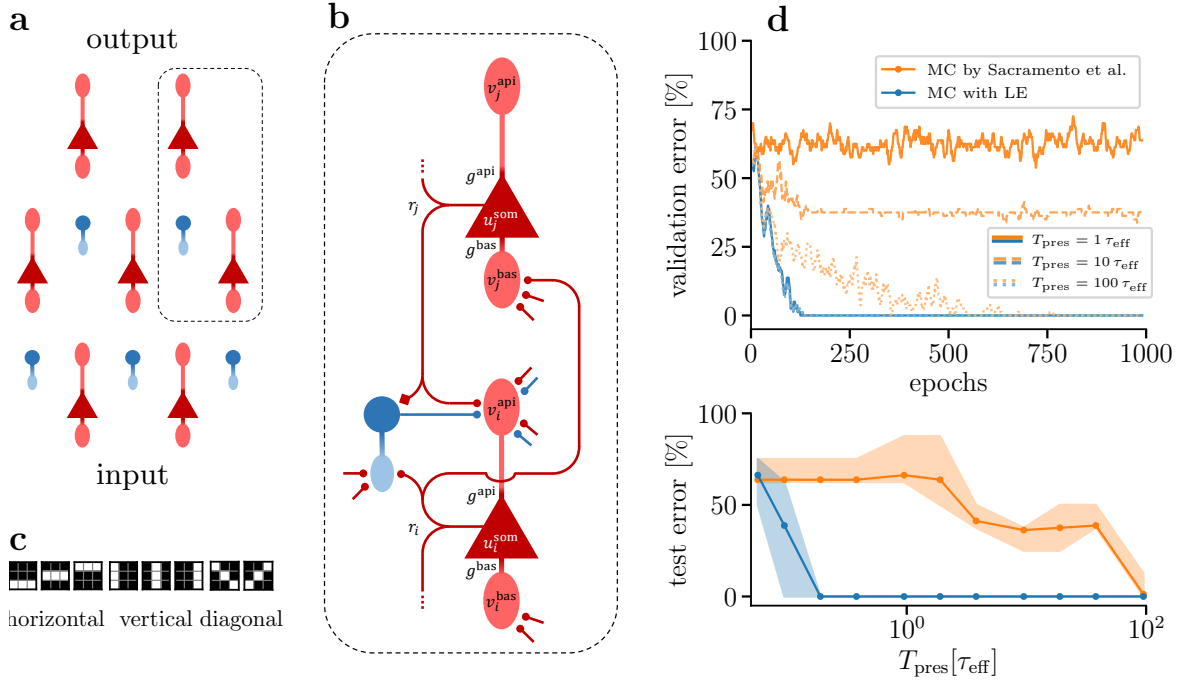 a
output
input
c
horizontal vertical diagonal
b
v_j^api
g^api
r_j
u_j^som
g^bas
v_j^bas
v_i^api
g^api
r_i
u_i^som
g^bas
v_i^bas
d
validation error [%]
100
75
50
25
0
MC by Sacramento et al.
MC with LE
T_pres = 1 τ_eff
T_pres = 10 τ_eff
T_pres = 100 τ_eff
0 250 500 750 1000
epochs
test error [%]
100
50
0
10^0 10^2
T_pres[τ_eff]